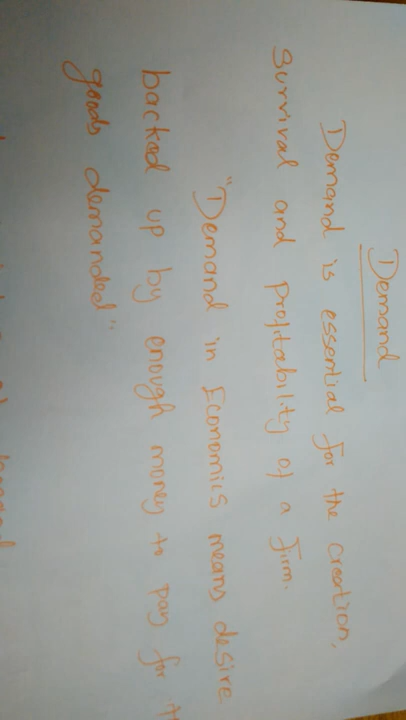 Demand
Demand is essential for the creation,
Survival and profitability of a firm.
"Demand in Economics means desire
backed up by enough money to pay for
goods demanded"